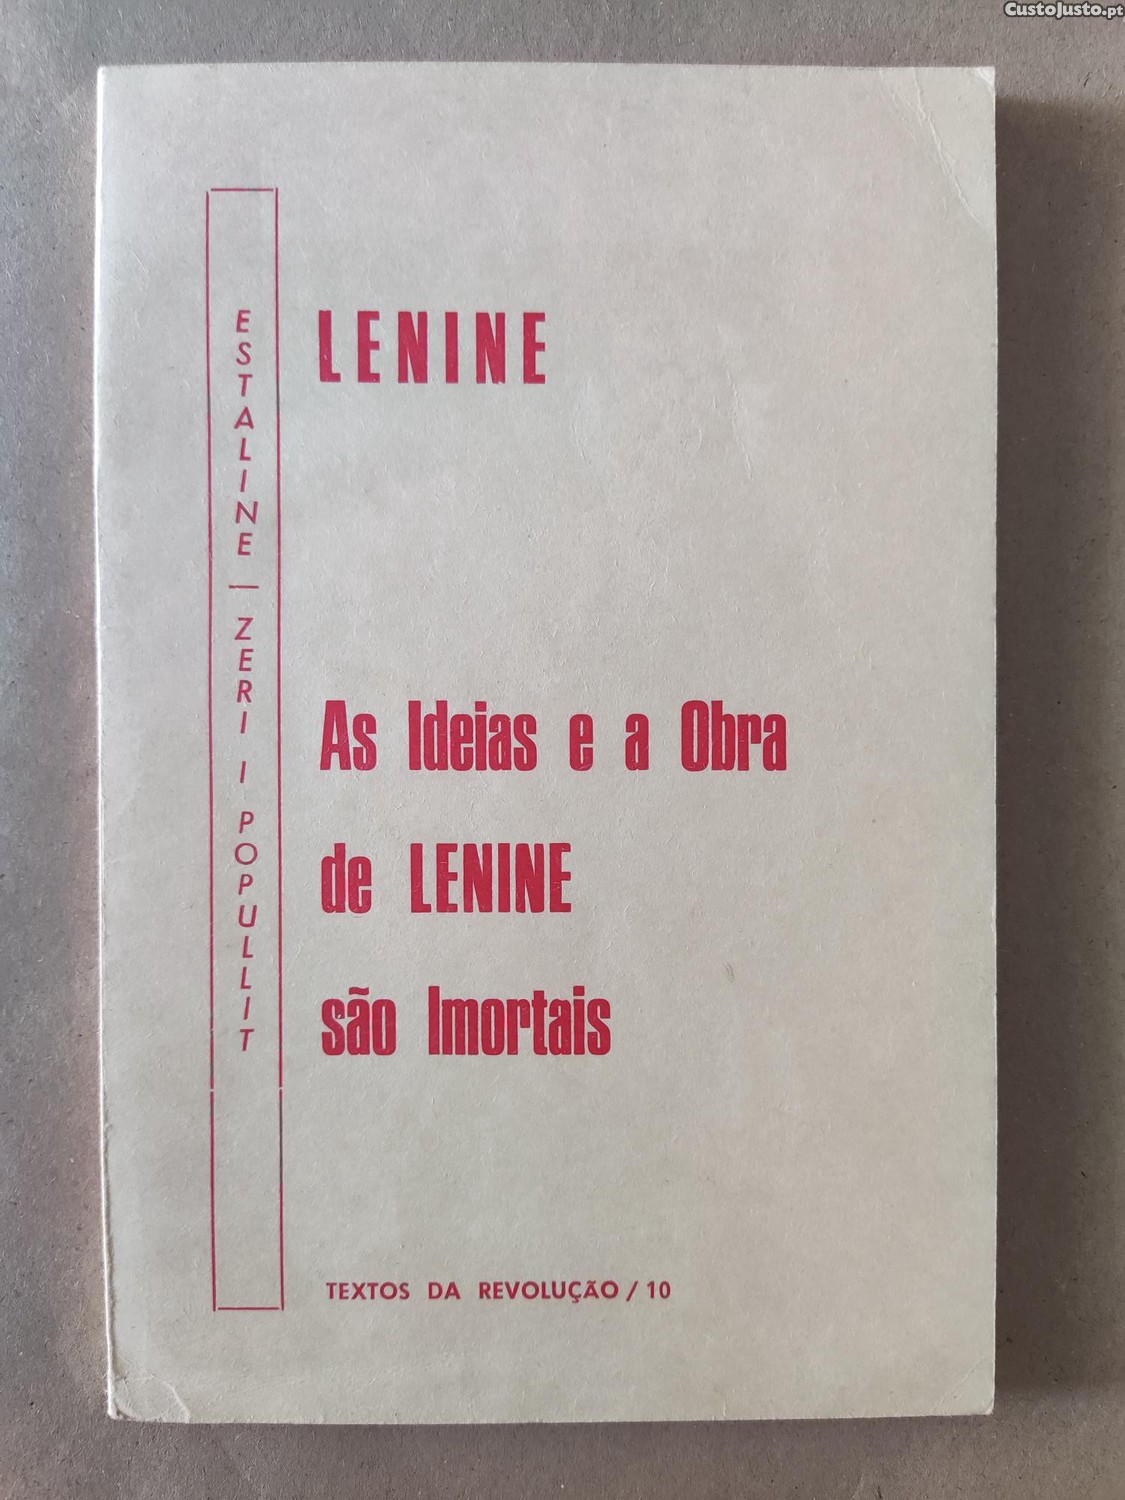 CustoJusto.pt
ESTALINE — ZERI I POPULLIT
LENINE
As Ideias e a Obra
de LENINE
são Imortais
TEXTOS DA REVOLUÇÃO / 10